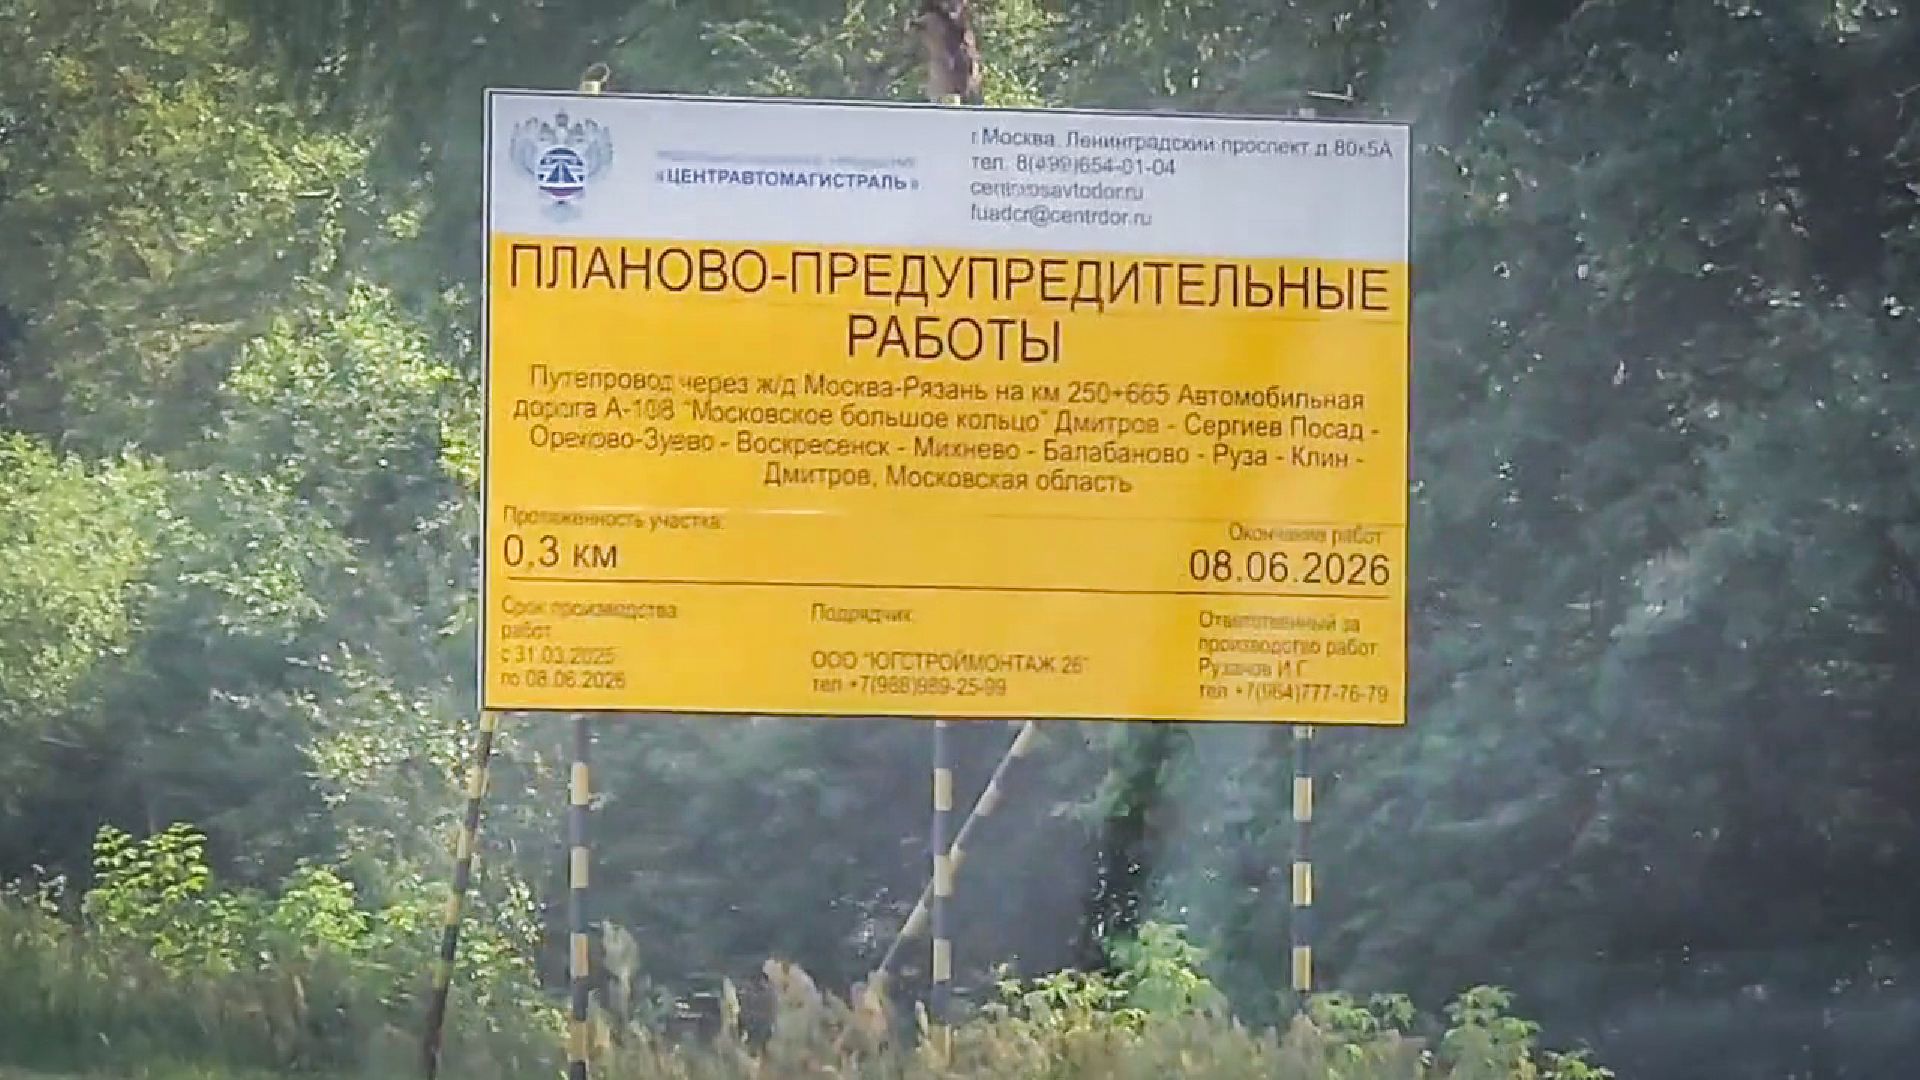 «ЦЕНТРАВТОМАГИСТРАЛЬ»
г Москва, Ленинградский проспект д.80к5А
тел. 8(499)654-01-04
fuadcr@centrdor.ru
ПЛАНОВО-ПРЕДУПРЕДИТЕЛЬНЫЕ
РАБОТЫ
Путепровод через ж/д Москва-Рязань на км 250+665 Автомобильная
дорога А-108 "Московское большое кольцо" Дмитров - Сергиев Посад -
Орехово-Зуево - Воскресенск - Михнево - Балабаново - Руза - Клин -
Дмитров, Московская область
Протяженность участка:
0,3 км
Окончание работ:
08.06.2026
Срок производства
работ
с 31.03.2025
по 08.06.2026
Подрядчик
ООО "ЮГСТРОЙМОНТАЖ 26"
тел +7(988)989-25-99
Ответственный за
производство работ
И.Г.
тел +7(964)777-76-79